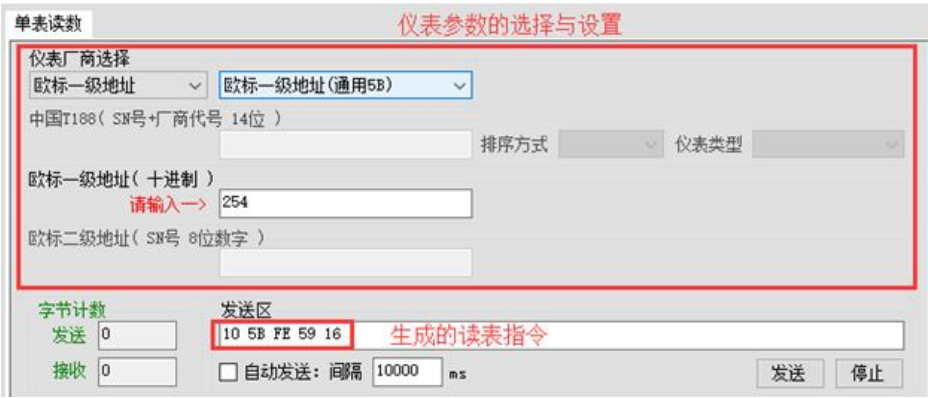 单表读数
仪表参数的选择与设置
仪表厂商选择
欧标一级地址 欧标一级地址(通用5B)
中国T188( SN号+厂商代号 14位 )
排序方式 仪表类型
欧标一级地址( 十进制 )
请输入—> 254
欧标二级地址( SN号 8位数字 )
字节计数 发送区
发送 0 10 5B FE 59 16 生成的读表指令
接收 0 自动发送: 间隔 10000 ms 发送 停止